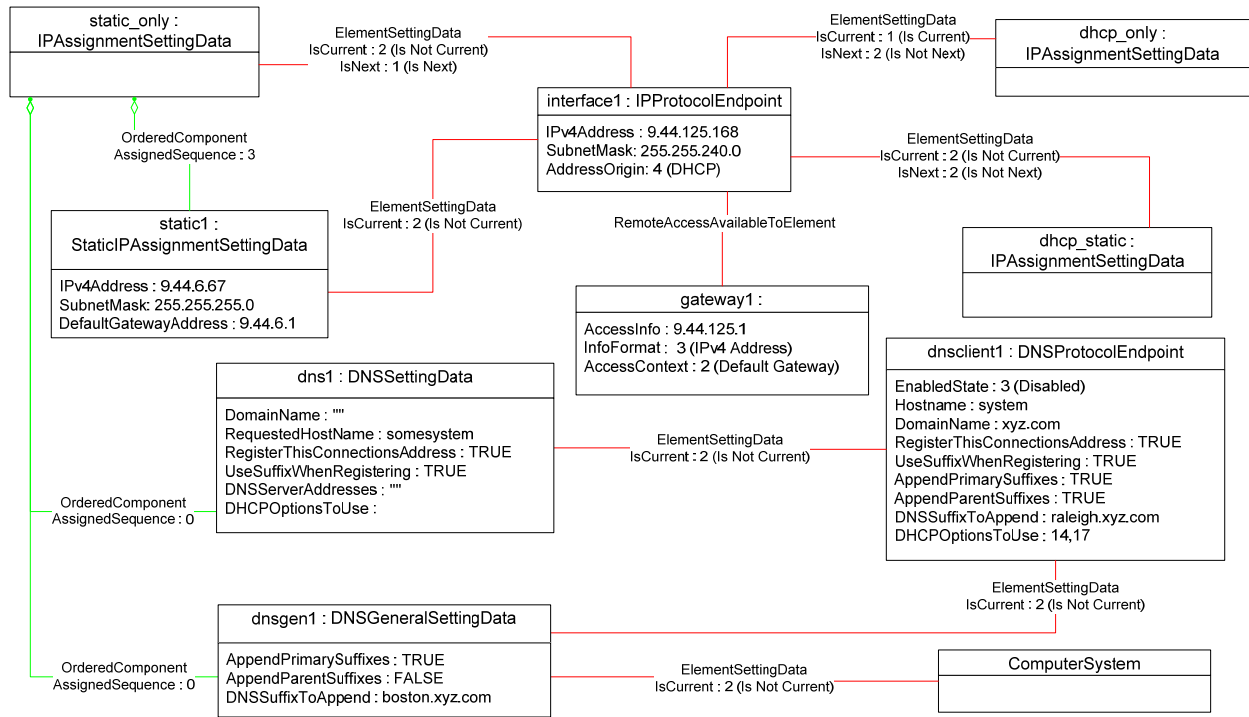 static_only :
IPAssignmentSettingData
ElementSettingData
IsCurrent : 2 (Is Not Current)
IsNext : 1 (Is Next)
ElementSettingData
IsCurrent : 1 (Is Current)
IsNext : 2 (Is Not Next)
dhcp_only :
IPAssignmentSettingData
interface1 : IPProtocolEndpoint
IPv4Address : 9.44.125.168
SubnetMask: 255.255.240.0
AddressOrigin: 4 (DHCP)
OrderedComponent
AssignedSequence : 3
ElementSettingData
IsCurrent : 2 (Is Not Current)
IsNext : 2 (Is Not Next)
ElementSettingData
IsCurrent : 2 (Is Not Current)
static1 :
StaticIPAssignmentSettingData
IPv4Address : 9.44.6.67
SubnetMask: 255.255.255.0
DefaultGatewayAddress : 9.44.6.1
RemoteAccessAvailableToElement
dhcp_static :
IPAssignmentSettingData
gateway1 :
AccessInfo : 9.44.125.1
InfoFormat : 3 (IPv4 Address)
AccessContext : 2 (Default Gateway)
dns1 : DNSSettingData
DomainName : ""
RequestedHostName : somesystem
RegisterThisConnectionsAddress : TRUE
UseSuffixWhenRegistering : TRUE
DNSServerAddresses : ""
DHCPOptionsToUse :
ElementSettingData
IsCurrent : 2 (Is Not Current)
dnsclient1 : DNSProtocolEndpoint
EnabledState : 3 (Disabled)
Hostname : system
DomainName : xyz.com
RegisterThisConnectionsAddress : TRUE
UseSuffixWhenRegistering : TRUE
AppendPrimarySuffixes : TRUE
AppendParentSuffixes : TRUE
DNSSuffixToAppend : raleigh.xyz.com
DHCPOptionsToUse : 14,17
OrderedComponent
AssignedSequence : 0
ElementSettingData
IsCurrent : 2 (Is Not Current)
dnsgen1 : DNSGeneralSettingData
AppendPrimarySuffixes : TRUE
AppendParentSuffixes : FALSE
DNSSuffixToAppend : boston.xyz.com
OrderedComponent
AssignedSequence : 0
ElementSettingData
IsCurrent : 2 (Is Not Current)
ComputerSystem